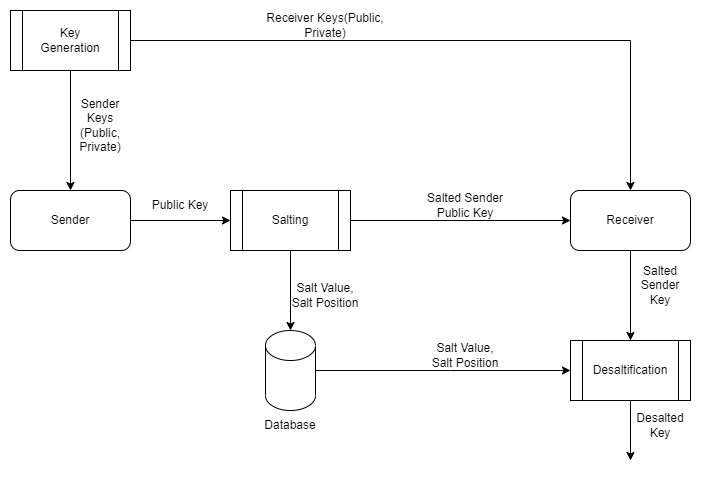 Receiver Keys(Public,
Private)
Key
Generation
Sender
Keys
(Public,
Private)
Sender
Public Key
Salting
Salted Sender
Public Key
Receiver
Salt Value,
Salt Position
Salted
Sender
Key
Database
Salt Value,
Salt Position
Desaltification
Desalted
Key